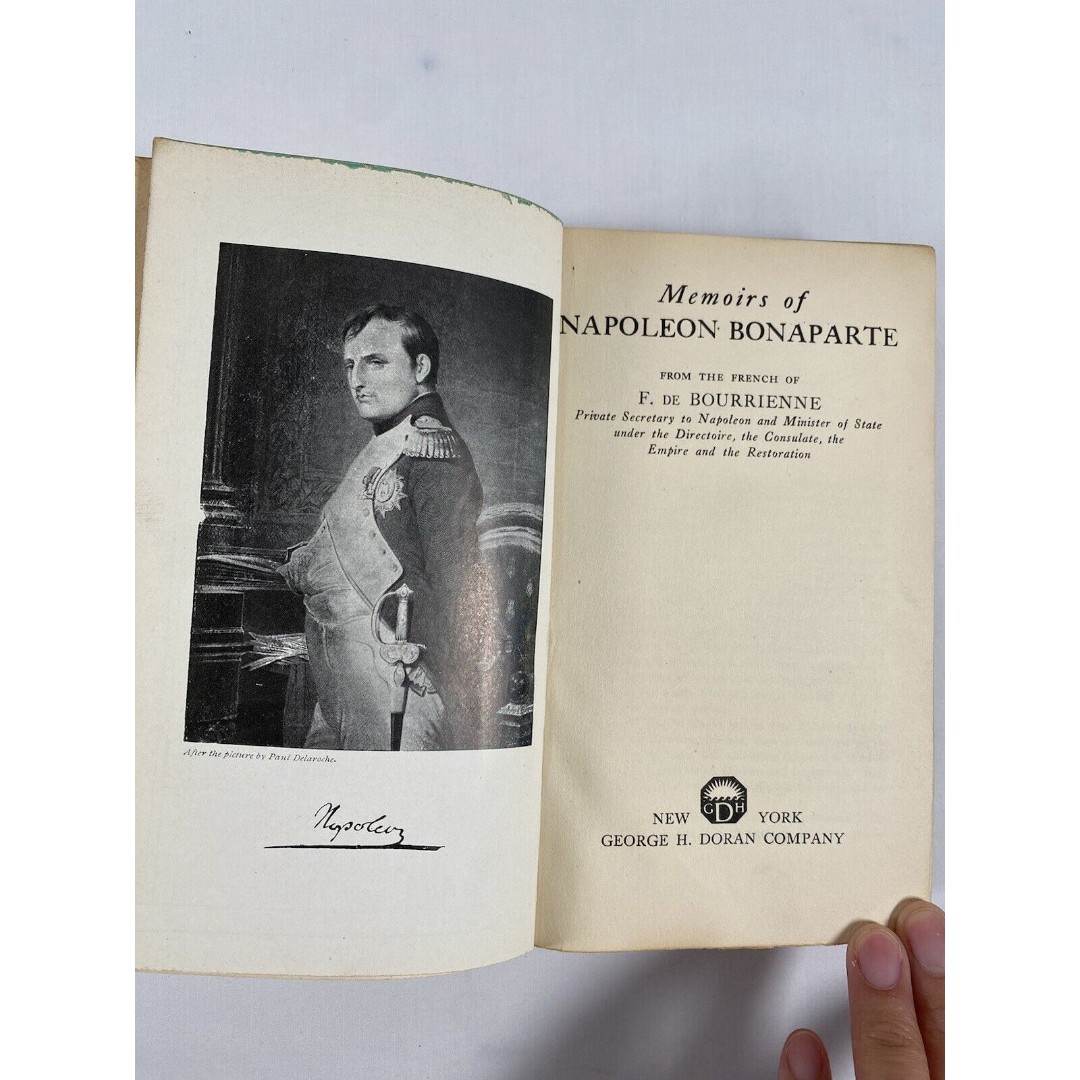 After the picture by Paul Delaroche.
Napoleon
Memoirs of
NAPOLEON BONAPARTE
FROM THE FRENCH OF
F. DE BOURRIENNE
Private Secretary to Napoleon and Minister of State
under the Directoire, the Consulate, the
Empire and the Restoration
GDH
NEW YORK
GEORGE H. DORAN COMPANY